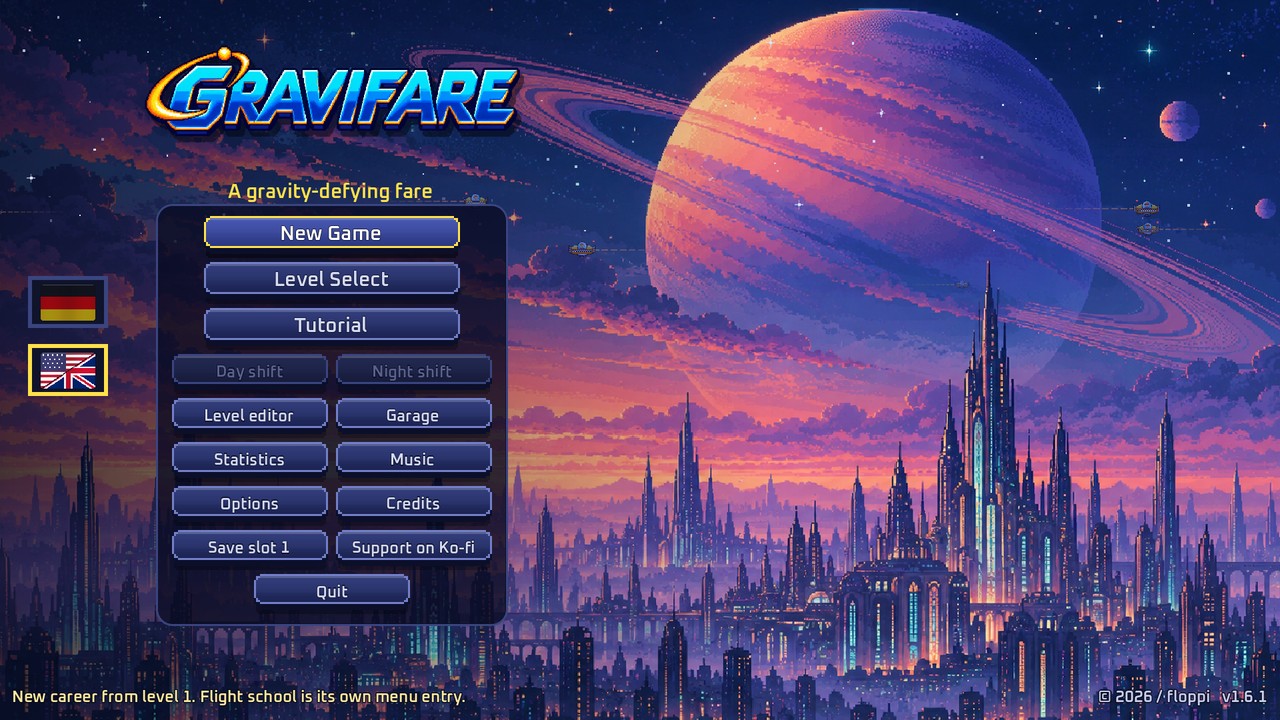 GRAVIFARE
A gravity-defying fare
New Game
Level Select
Tutorial
Day shift
Night shift
Level editor
Garage
Statistics
Music
Options
Credits
Save slot 1
Support on Ko-fi
Quit
New career from level 1. Flight school is its own menu entry.
© 2026 / floppi v1.6.1